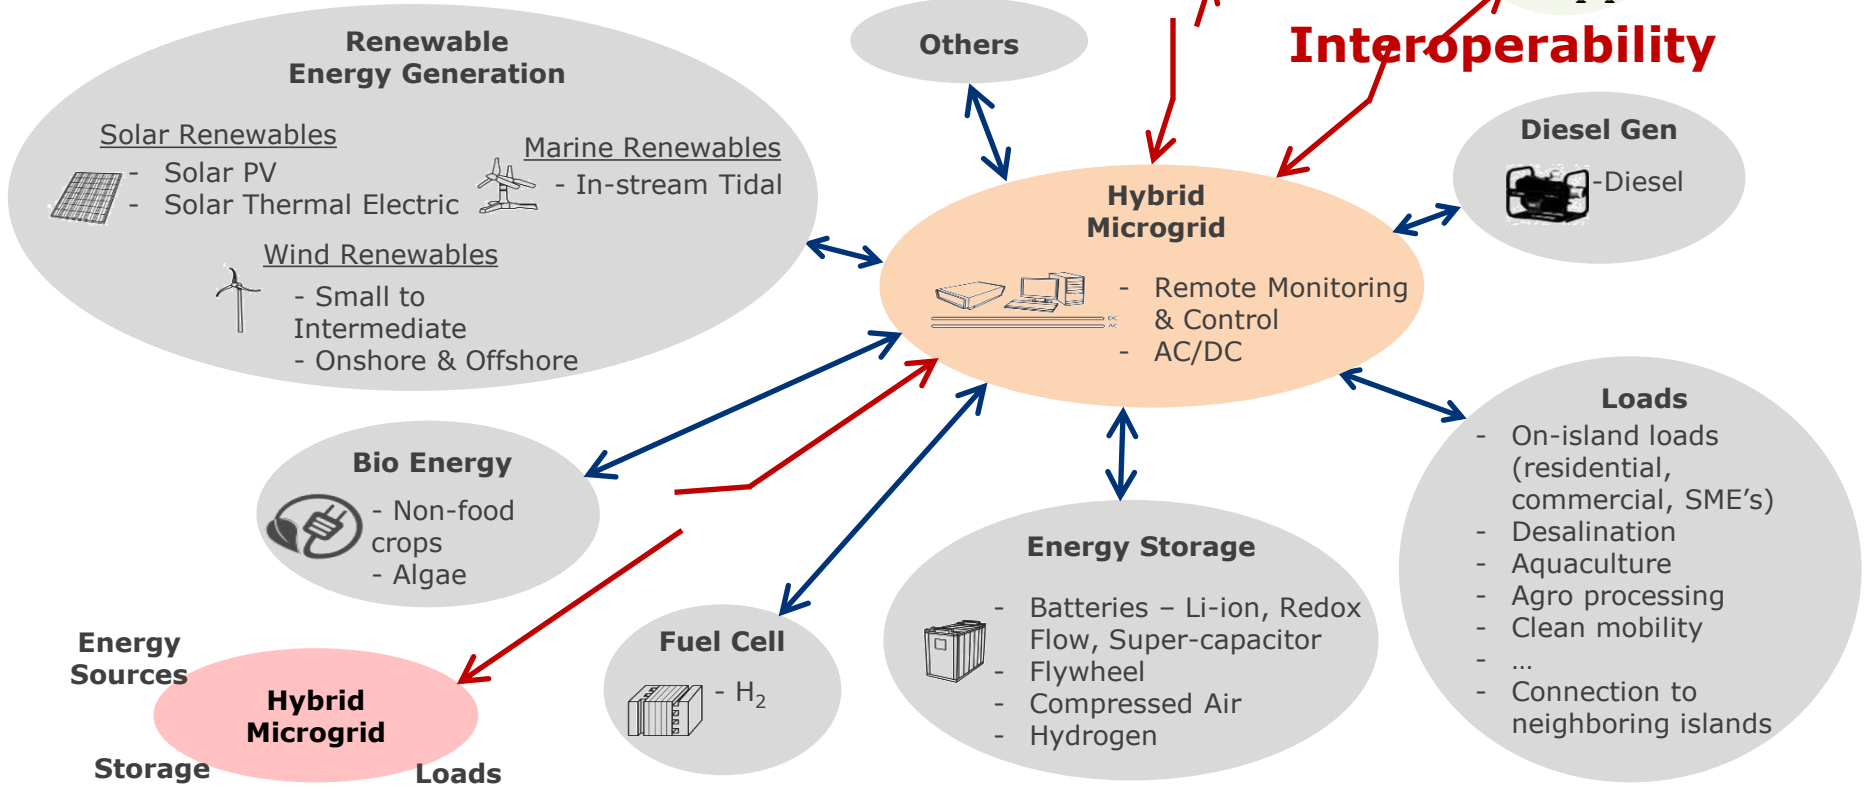 Renewable
Energy Generation
Solar Renewables
- Solar PV
- Solar Thermal Electric
Marine Renewables
- In-stream Tidal
Wind Renewables
- Small to
Intermediate
- Onshore & Offshore
Others
Interoperability
Diesel Gen
-Diesel
Hybrid
Microgrid
- Remote Monitoring
& Control
- AC/DC
DC
AC
Bio Energy
- Non-food
crops
- Algae
Fuel Cell
- H₂
Energy Storage
- Batteries – Li-ion, Redox
Flow, Super-capacitor
- Flywheel
- Compressed Air
- Hydrogen
Loads
- On-island loads
(residential,
commercial, SME’s)
- Desalination
- Aquaculture
- Agro processing
- Clean mobility
- …
- Connection to
neighboring islands
Energy
Sources
Hybrid
Microgrid
Storage
Loads